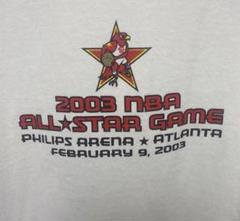 2003 NBA
ALL★STAR GAME
PHILIPS ARENA ★ ATLANTA
FEBRUARY 9, 2003